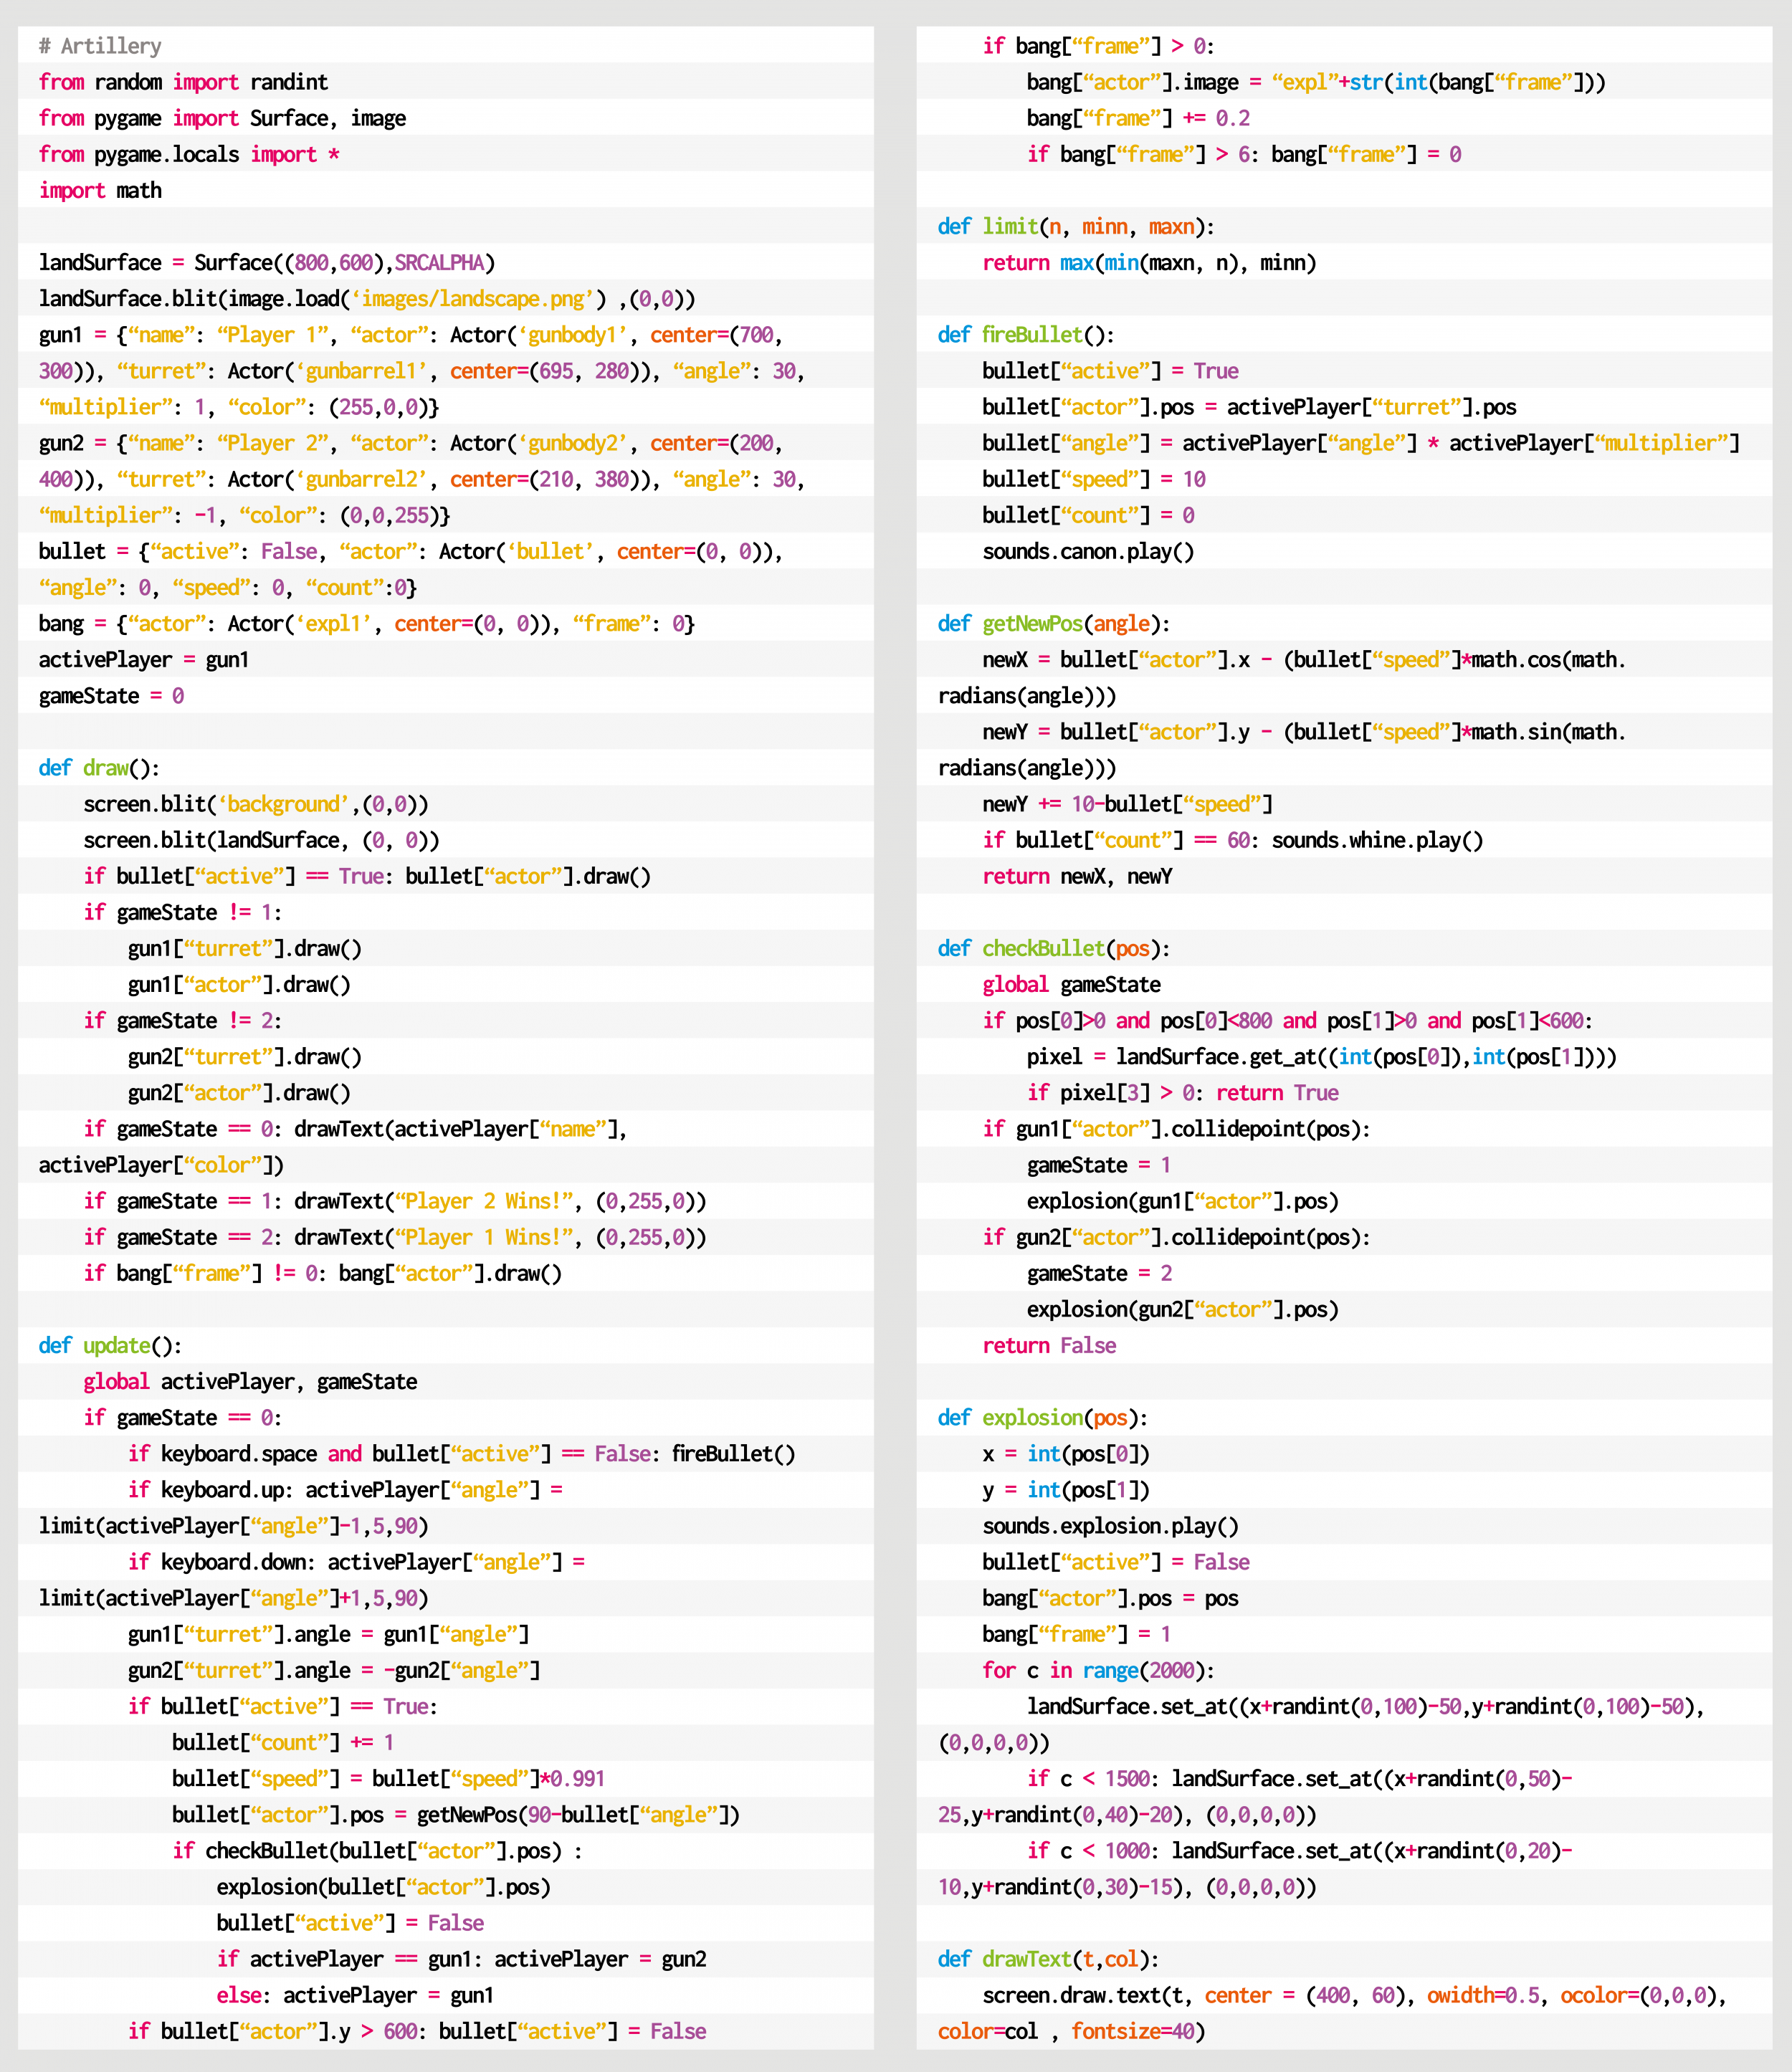 # Artillery
from random import randint
from pygame import Surface, image
from pygame.locals import *
import math

landSurface = Surface((800,600),SRCALPHA)
landSurface.blit(image.load(‘images/landscape.png’) ,(0,0))
gun1 = {“name”: “Player 1”, “actor”: Actor(‘gunbody1’, center=(700,
300)), “turret”: Actor(‘gunbarrel1’, center=(695, 280)), “angle”: 30,
“multiplier”: 1, “color”: (255,0,0)}
gun2 = {“name”: “Player 2”, “actor”: Actor(‘gunbody2’, center=(200,
400)), “turret”: Actor(‘gunbarrel2’, center=(210, 380)), “angle”: 30,
“multiplier”: -1, “color”: (0,0,255)}
bullet = {“active”: False, “actor”: Actor(‘bullet’, center=(0, 0)),
“angle”: 0, “speed”: 0, “count”:0}
bang = {“actor”: Actor(‘expl1’, center=(0, 0)), “frame”: 0}
activePlayer = gun1
gameState = 0

def draw():
    screen.blit(‘background’,(0,0))
    screen.blit(landSurface, (0, 0))
    if bullet[“active”] == True: bullet[“actor”].draw()
    if gameState != 1:
        gun1[“turret”].draw()
        gun1[“actor”].draw()
    if gameState != 2:
        gun2[“turret”].draw()
        gun2[“actor”].draw()
    if gameState == 0: drawText(activePlayer[“name”],
activePlayer[“color”])
    if gameState == 1: drawText(“Player 2 Wins!”, (0,255,0))
    if gameState == 2: drawText(“Player 1 Wins!”, (0,255,0))
    if bang[“frame”] != 0: bang[“actor”].draw()

def update():
    global activePlayer, gameState
    if gameState == 0:
        if keyboard.space and bullet[“active”] == False: fireBullet()
        if keyboard.up: activePlayer[“angle”] =
limit(activePlayer[“angle”]-1,5,90)
        if keyboard.down: activePlayer[“angle”] =
limit(activePlayer[“angle”]+1,5,90)
        gun1[“turret”].angle = gun1[“angle”]
        gun2[“turret”].angle = -gun2[“angle”]
        if bullet[“active”] == True:
            bullet[“count”] += 1
            bullet[“speed”] = bullet[“speed”]*0.991
            bullet[“actor”].pos = getNewPos(90-bullet[“angle”])
            if checkBullet(bullet[“actor”].pos) :
                explosion(bullet[“actor”].pos)
                bullet[“active”] = False
                if activePlayer == gun1: activePlayer = gun2
                else: activePlayer = gun1
        if bullet[“actor”].y > 600: bullet[“active”] = False
    if bang[“frame”] > 0:
        bang[“actor”].image = “expl”+str(int(bang[“frame”]))
        bang[“frame”] += 0.2
        if bang[“frame”] > 6: bang[“frame”] = 0

def limit(n, minn, maxn):
    return max(min(maxn, n), minn)

def fireBullet():
    bullet[“active”] = True
    bullet[“actor”].pos = activePlayer[“turret”].pos
    bullet[“angle”] = activePlayer[“angle”] * activePlayer[“multiplier”]
    bullet[“speed”] = 10
    bullet[“count”] = 0
    sounds.canon.play()

def getNewPos(angle):
    newX = bullet[“actor”].x - (bullet[“speed”]*math.cos(math.
radians(angle)))
    newY = bullet[“actor”].y - (bullet[“speed”]*math.sin(math.
radians(angle)))
    newY += 10-bullet[“speed”]
    if bullet[“count”] == 60: sounds.whine.play()
    return newX, newY

def checkBullet(pos):
    global gameState
    if pos[0]>0 and pos[0]<800 and pos[1]>0 and pos[1]<600:
        pixel = landSurface.get_at((int(pos[0]),int(pos[1])))
        if pixel[3] > 0: return True
    if gun1[“actor”].collidepoint(pos):
        gameState = 1
        explosion(gun1[“actor”].pos)
    if gun2[“actor”].collidepoint(pos):
        gameState = 2
        explosion(gun2[“actor”].pos)
    return False

def explosion(pos):
    x = int(pos[0])
    y = int(pos[1])
    sounds.explosion.play()
    bullet[“active”] = False
    bang[“actor”].pos = pos
    bang[“frame”] = 1
    for c in range(2000):
        landSurface.set_at((x+randint(0,100)-50,y+randint(0,100)-50),
(0,0,0,0))
        if c < 1500: landSurface.set_at((x+randint(0,50)-
25,y+randint(0,40)-20), (0,0,0,0))
        if c < 1000: landSurface.set_at((x+randint(0,20)-
10,y+randint(0,30)-15), (0,0,0,0))

def drawText(t,col):
    screen.draw.text(t, center = (400, 60), owidth=0.5, ocolor=(0,0,0),
color=col , fontsize=40)